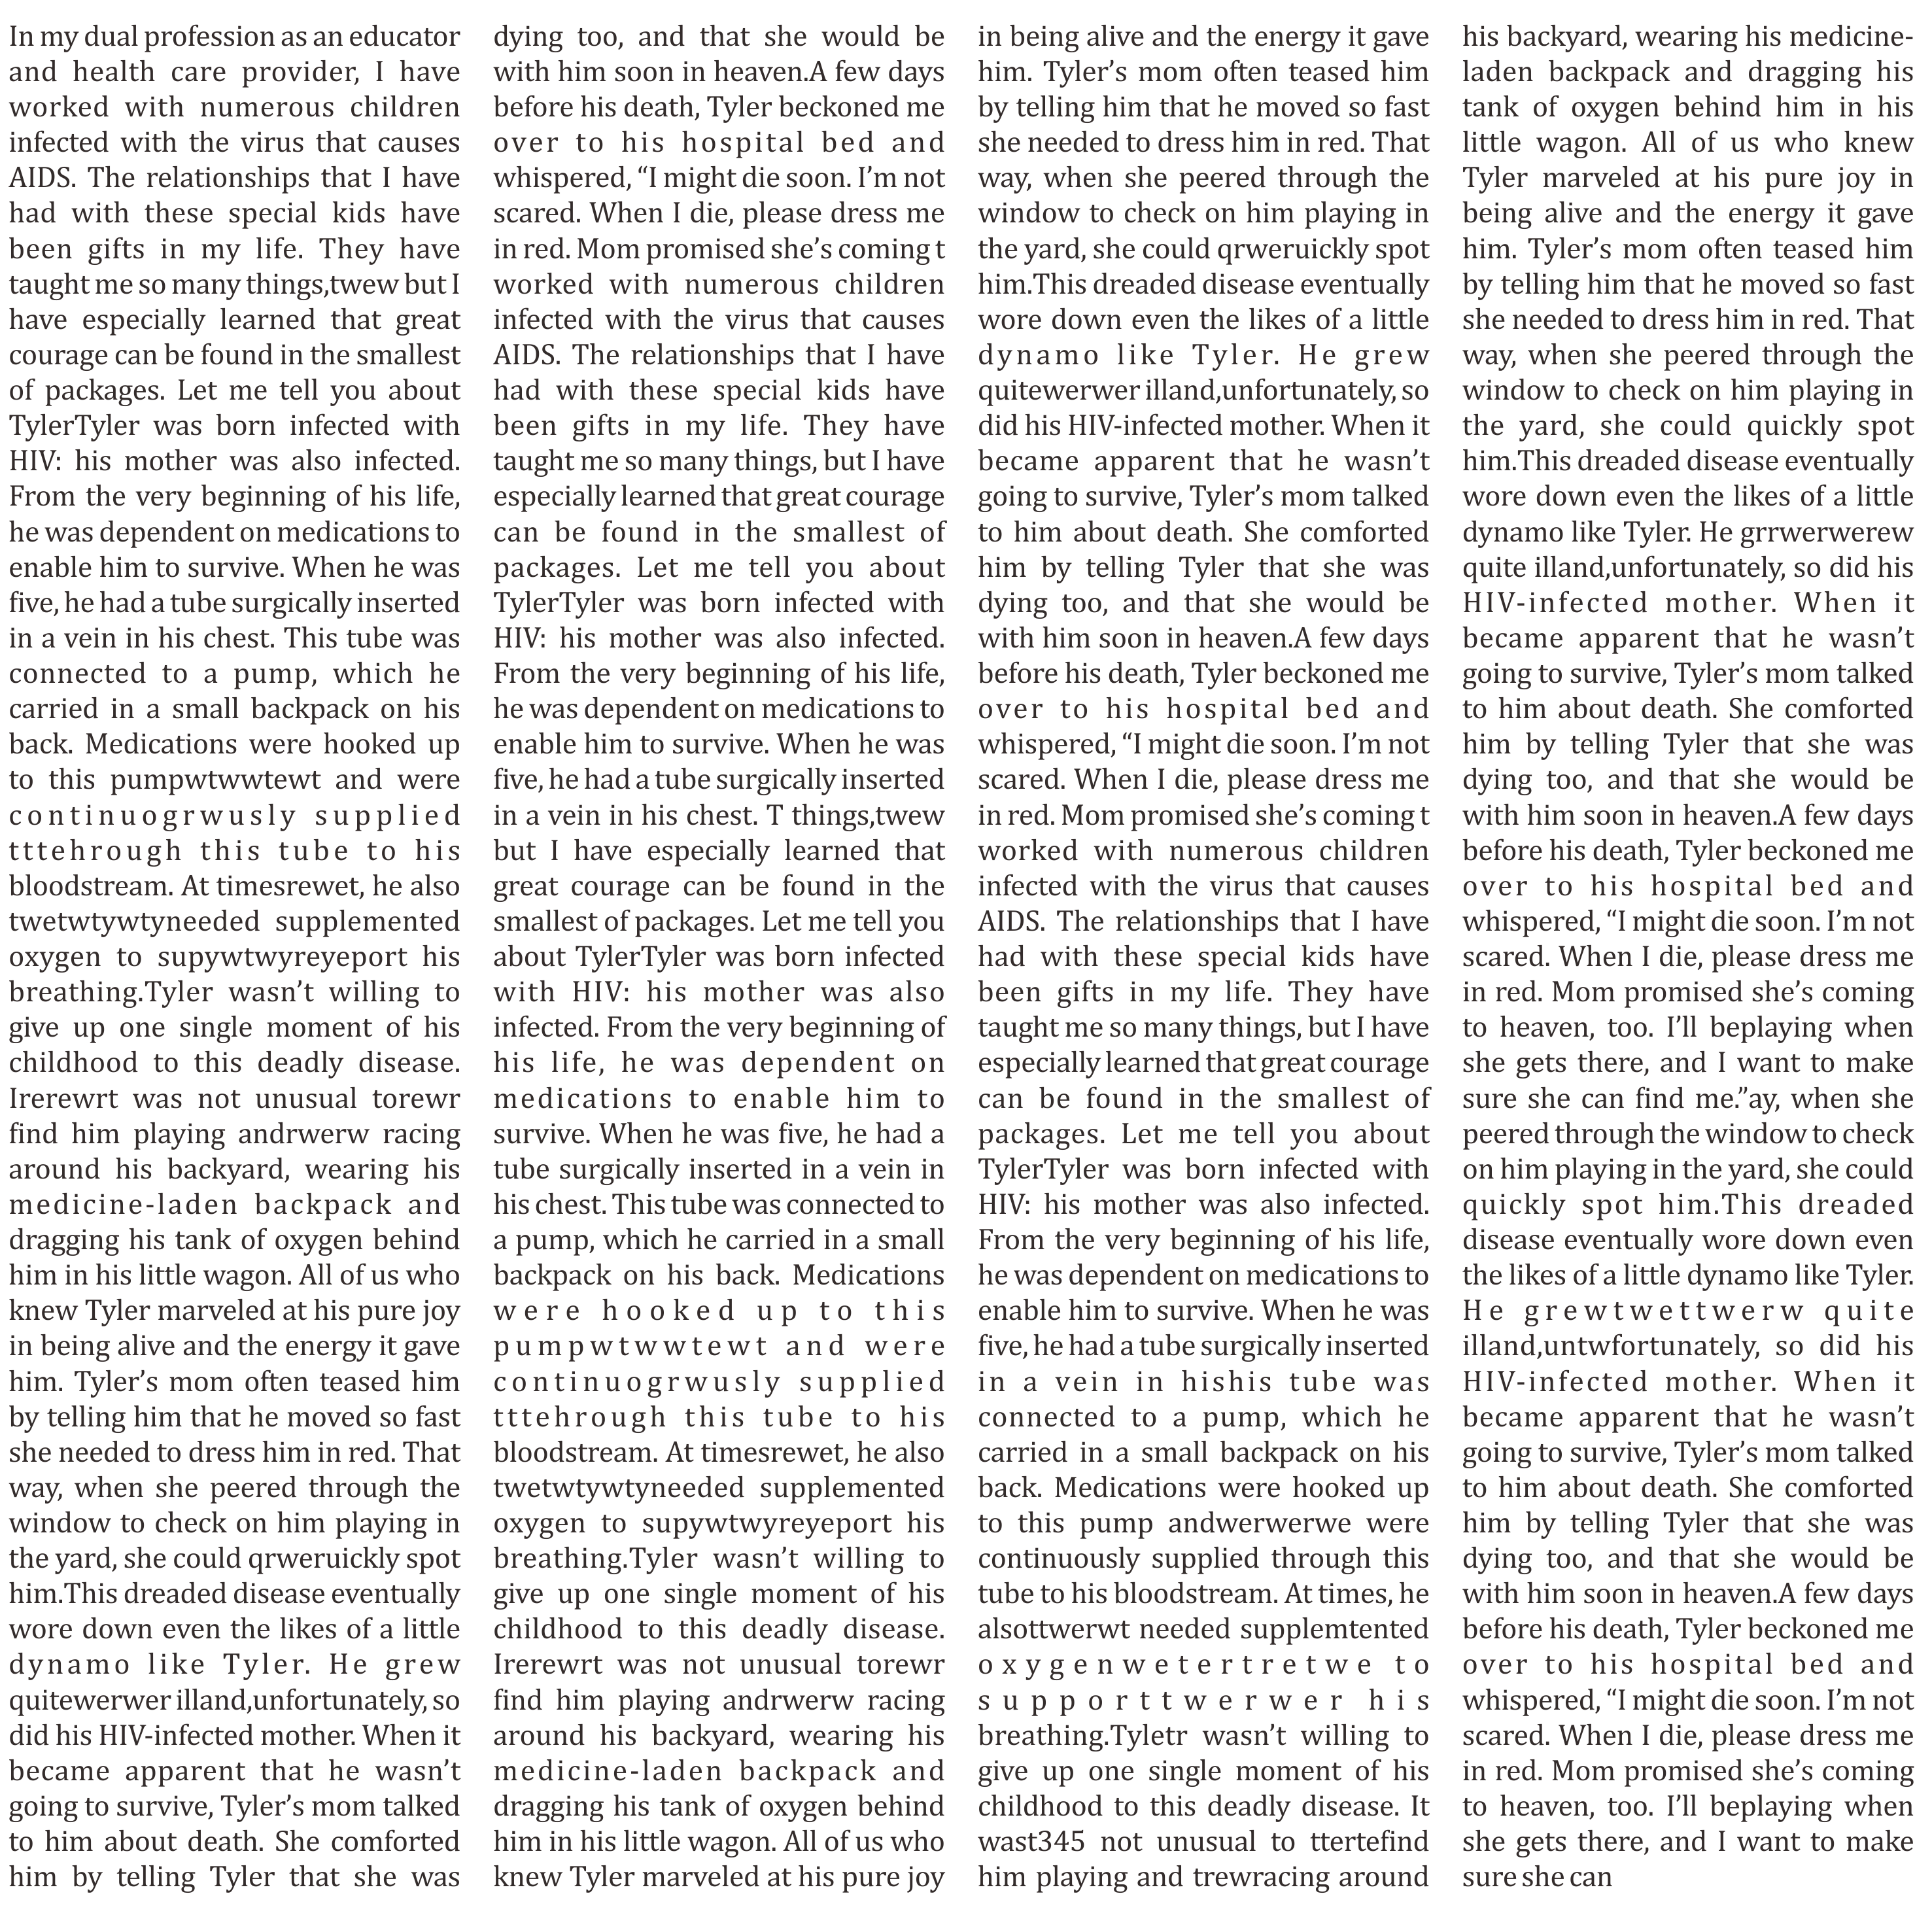 In my dual profession as an educator
and health care provider, I have
worked with numerous children
infected with the virus that causes
AIDS. The relationships that I have
had with these special kids have
been gifts in my life. They have
taught me so many things,twew but I
have especially learned that great
courage can be found in the smallest
of packages. Let me tell you about
TylerTyler was born infected with
HIV: his mother was also infected.
From the very beginning of his life,
he was dependent on medications to
enable him to survive. When he was
five, he had a tube surgically inserted
in a vein in his chest. This tube was
connected to a pump, which he
carried in a small backpack on his
back. Medications were hooked up
to this pumpwtwwtewt and were
continuogrwusly supplied
tttehrough this tube to his
bloodstream. At timesrewet, he also
twetwtywtyneeded supplemented
oxygen to supywtwyreyeport his
breathing.Tyler wasn’t willing to
give up one single moment of his
childhood to this deadly disease.
Irerewrt was not unusual torewr
find him playing andrwerw racing
around his backyard, wearing his
medicine-laden backpack and
dragging his tank of oxygen behind
him in his little wagon. All of us who
knew Tyler marveled at his pure joy
in being alive and the energy it gave
him. Tyler’s mom often teased him
by telling him that he moved so fast
she needed to dress him in red. That
way, when she peered through the
window to check on him playing in
the yard, she could qrweruickly spot
him.This dreaded disease eventually
wore down even the likes of a little
dynamo like Tyler. He grew
quitewerwer illand,unfortunately, so
did his HIV-infected mother. When it
became apparent that he wasn’t
going to survive, Tyler’s mom talked
to him about death. She comforted
him by telling Tyler that she was
dying too, and that she would be
with him soon in heaven.A few days
before his death, Tyler beckoned me
over to his hospital bed and
whispered, “I might die soon. I’m not
scared. When I die, please dress me
in red. Mom promised she’s coming t
worked with numerous children
infected with the virus that causes
AIDS. The relationships that I have
had with these special kids have
been gifts in my life. They have
taught me so many things, but I have
especially learned that great courage
can be found in the smallest of
packages. Let me tell you about
TylerTyler was born infected with
HIV: his mother was also infected.
From the very beginning of his life,
he was dependent on medications to
enable him to survive. When he was
five, he had a tube surgically inserted
in a vein in his chest. T things,twew
but I have especially learned that
great courage can be found in the
smallest of packages. Let me tell you
about TylerTyler was born infected
with HIV: his mother was also
infected. From the very beginning of
his life, he was dependent on
medications to enable him to
survive. When he was five, he had a
tube surgically inserted in a vein in
his chest. This tube was connected to
a pump, which he carried in a small
backpack on his back. Medications
were hooked up to this
pumpwtwwtewt and were
continuogrwusly supplied
tttehrough this tube to his
bloodstream. At timesrewet, he also
twetwtywtyneeded supplemented
oxygen to supywtwyreyeport his
breathing.Tyler wasn’t willing to
give up one single moment of his
childhood to this deadly disease.
Irerewrt was not unusual torewr
find him playing andrwerw racing
around his backyard, wearing his
medicine-laden backpack and
dragging his tank of oxygen behind
him in his little wagon. All of us who
knew Tyler marveled at his pure joy
in being alive and the energy it gave
him. Tyler’s mom often teased him
by telling him that he moved so fast
she needed to dress him in red. That
way, when she peered through the
window to check on him playing in
the yard, she could qrweruickly spot
him.This dreaded disease eventually
wore down even the likes of a little
dynamo like Tyler. He grew
quitewerwer illand,unfortunately, so
did his HIV-infected mother. When it
became apparent that he wasn’t
going to survive, Tyler’s mom talked
to him about death. She comforted
him by telling Tyler that she was
dying too, and that she would be
with him soon in heaven.A few days
before his death, Tyler beckoned me
over to his hospital bed and
whispered, “I might die soon. I’m not
scared. When I die, please dress me
in red. Mom promised she’s coming t
worked with numerous children
infected with the virus that causes
AIDS. The relationships that I have
had with these special kids have
been gifts in my life. They have
taught me so many things, but I have
especially learned that great courage
can be found in the smallest of
packages. Let me tell you about
TylerTyler was born infected with
HIV: his mother was also infected.
From the very beginning of his life,
he was dependent on medications to
enable him to survive. When he was
five, he had a tube surgically inserted
in a vein in hishis tube was
connected to a pump, which he
carried in a small backpack on his
back. Medications were hooked up
to this pump andwerwerwe were
continuously supplied through this
tube to his bloodstream. At times, he
alsottwerwt needed supplemtented
oxygenwetertretwe to
supporttwerwer his
breathing.Tyletr wasn’t willing to
give up one single moment of his
childhood to this deadly disease. It
wast345 not unusual to ttertefind
him playing and trewracing around
his backyard, wearing his medicine-
laden backpack and dragging his
tank of oxygen behind him in his
little wagon. All of us who knew
Tyler marveled at his pure joy in
being alive and the energy it gave
him. Tyler’s mom often teased him
by telling him that he moved so fast
she needed to dress him in red. That
way, when she peered through the
window to check on him playing in
the yard, she could quickly spot
him.This dreaded disease eventually
wore down even the likes of a little
dynamo like Tyler. He grrwerwerew
quite illand,unfortunately, so did his
HIV-infected mother. When it
became apparent that he wasn’t
going to survive, Tyler’s mom talked
to him about death. She comforted
him by telling Tyler that she was
dying too, and that she would be
with him soon in heaven.A few days
before his death, Tyler beckoned me
over to his hospital bed and
whispered, “I might die soon. I’m not
scared. When I die, please dress me
in red. Mom promised she’s coming
to heaven, too. I’ll beplaying when
she gets there, and I want to make
sure she can find me.”ay, when she
peered through the window to check
on him playing in the yard, she could
quickly spot him.This dreaded
disease eventually wore down even
the likes of a little dynamo like Tyler.
He grewtwettwerw quite
illand,untwfortunately, so did his
HIV-infected mother. When it
became apparent that he wasn’t
going to survive, Tyler’s mom talked
to him about death. She comforted
him by telling Tyler that she was
dying too, and that she would be
with him soon in heaven.A few days
before his death, Tyler beckoned me
over to his hospital bed and
whispered, “I might die soon. I’m not
scared. When I die, please dress me
in red. Mom promised she’s coming
to heaven, too. I’ll beplaying when
she gets there, and I want to make
sure she can